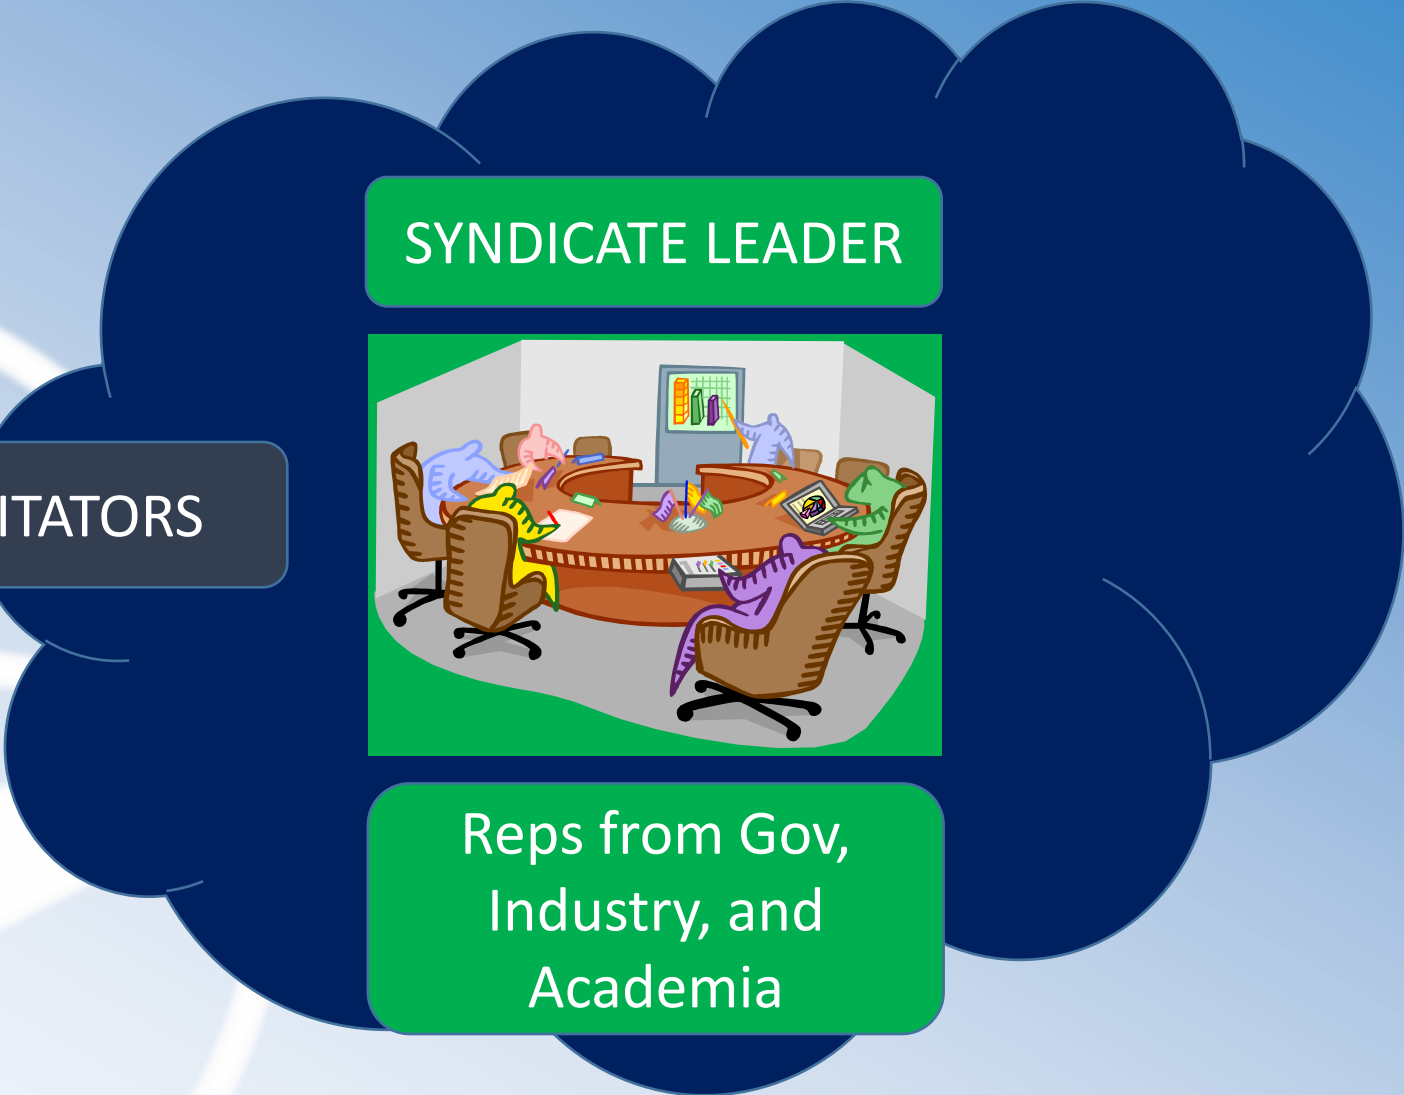 SYNDICATE LEADER
ITATORS
Reps from Gov,
Industry, and
Academia